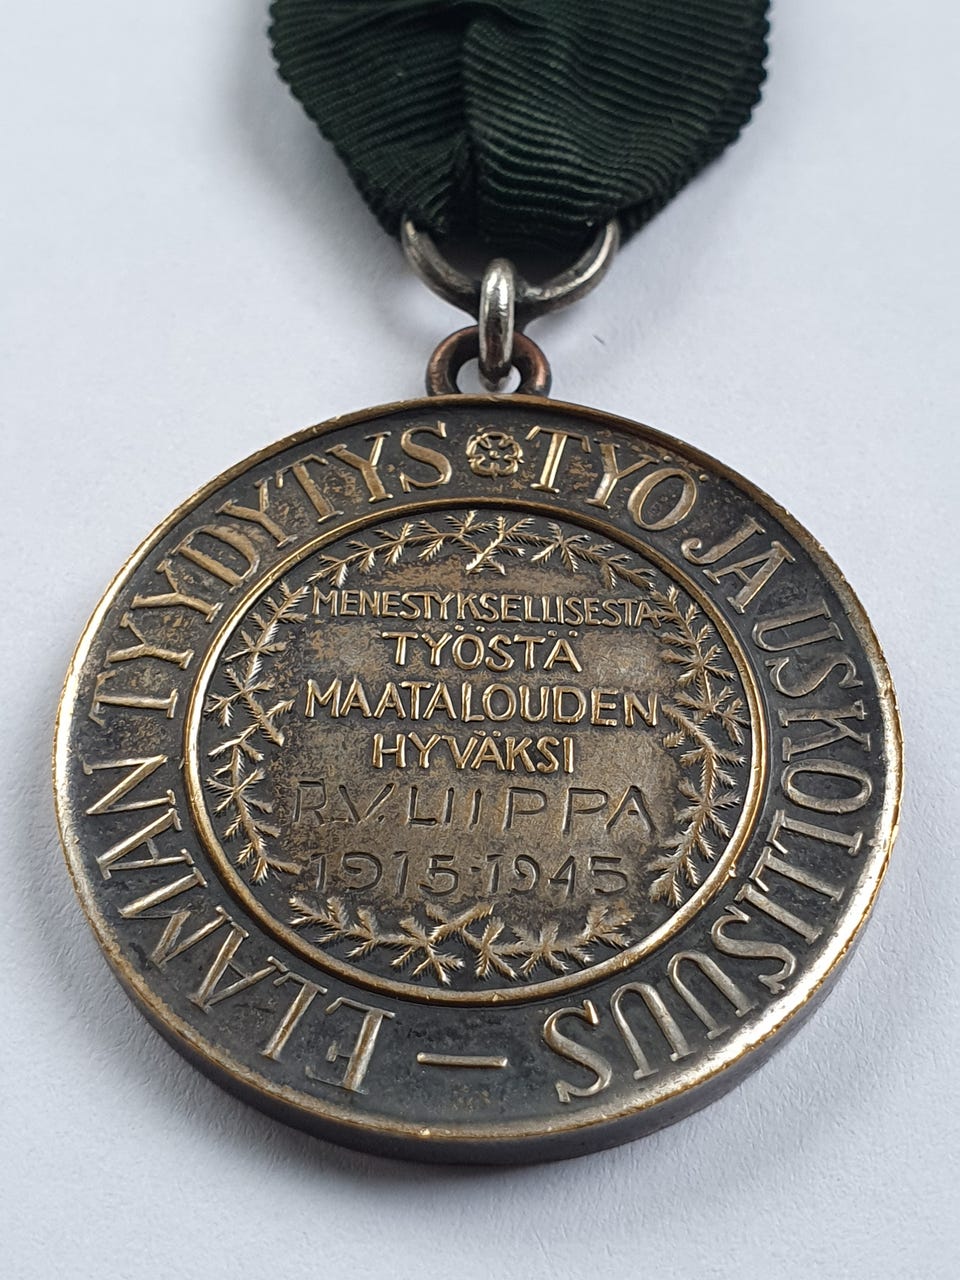 TYÖ JA USKOLLISUUS – ELÄMÄN TYYDYTYS
MENESTYKSELLISESTÄ
TYÖSTÄ
MAATALOUDEN
HYVÄKSI
R.V. LIIPPA
1915-1945